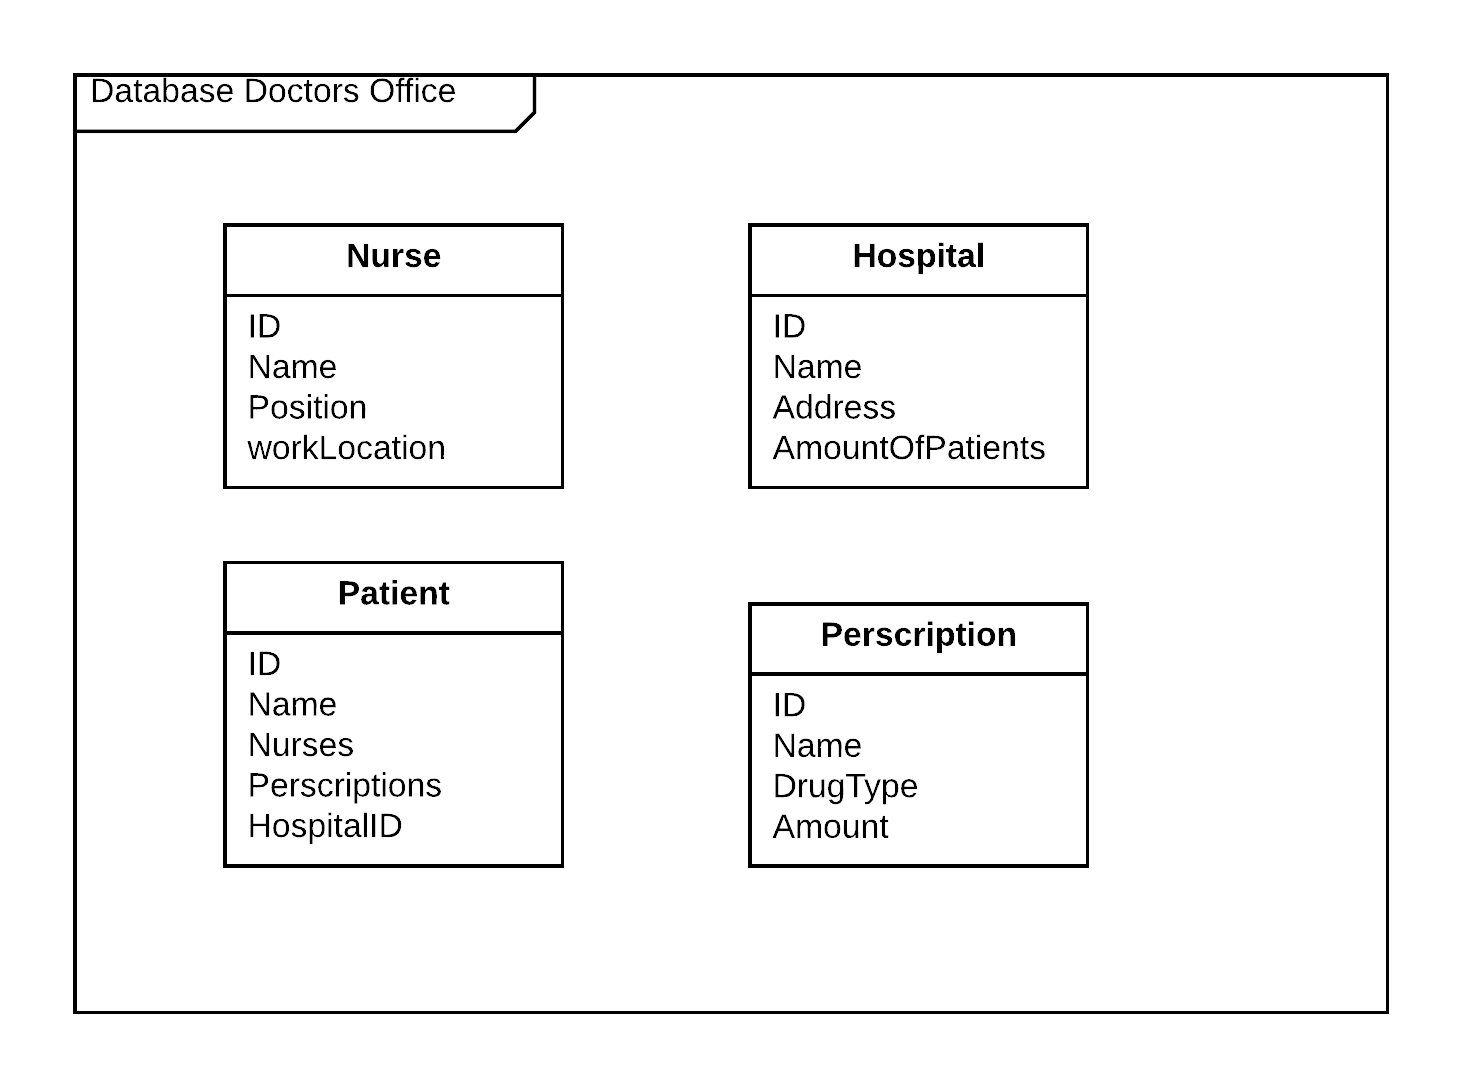 Database Doctors Office
Nurse
ID
Name
Position
workLocation
Hospital
ID
Name
Address
AmountOfPatients
Patient
ID
Name
Nurses
Perscriptions
HospitalID
Perscription
ID
Name
DrugType
Amount